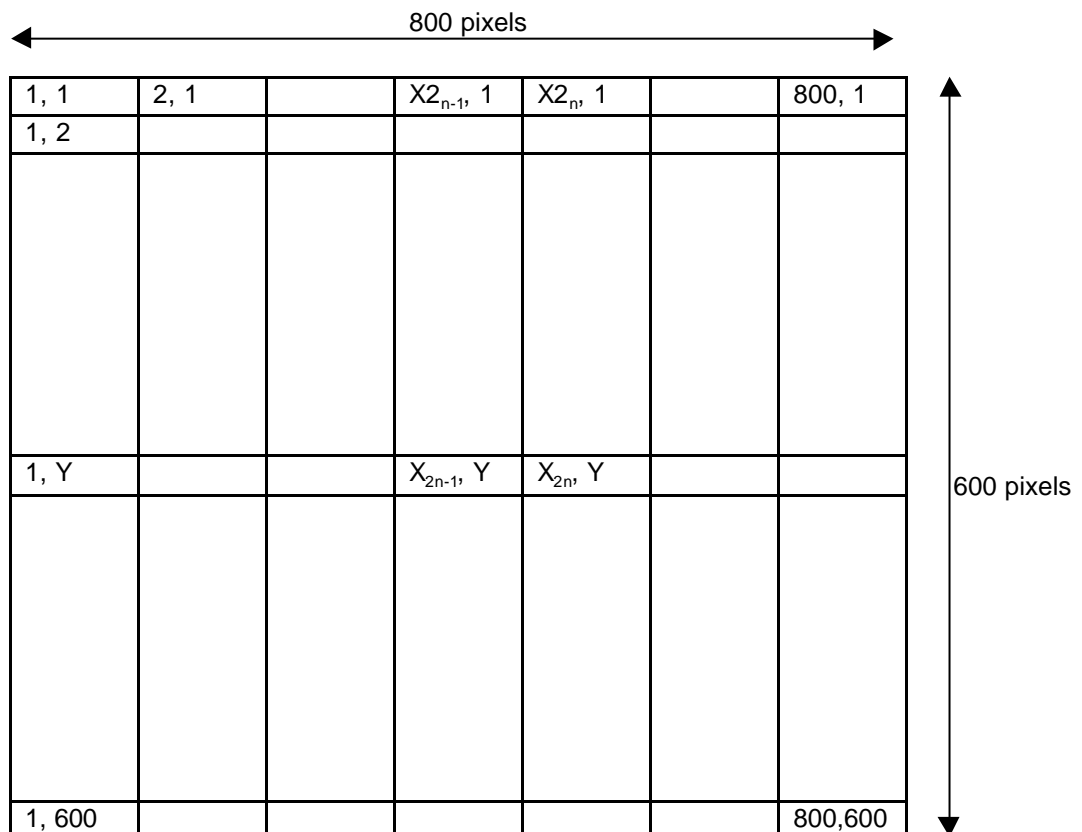 800 pixels
1, 1 2, 1 X2ₙ₋₁, 1 X2ₙ, 1 800, 1
1, 2
1, Y X₂ₙ₋₁, Y X₂ₙ, Y
600 pixels
1, 600 800,600